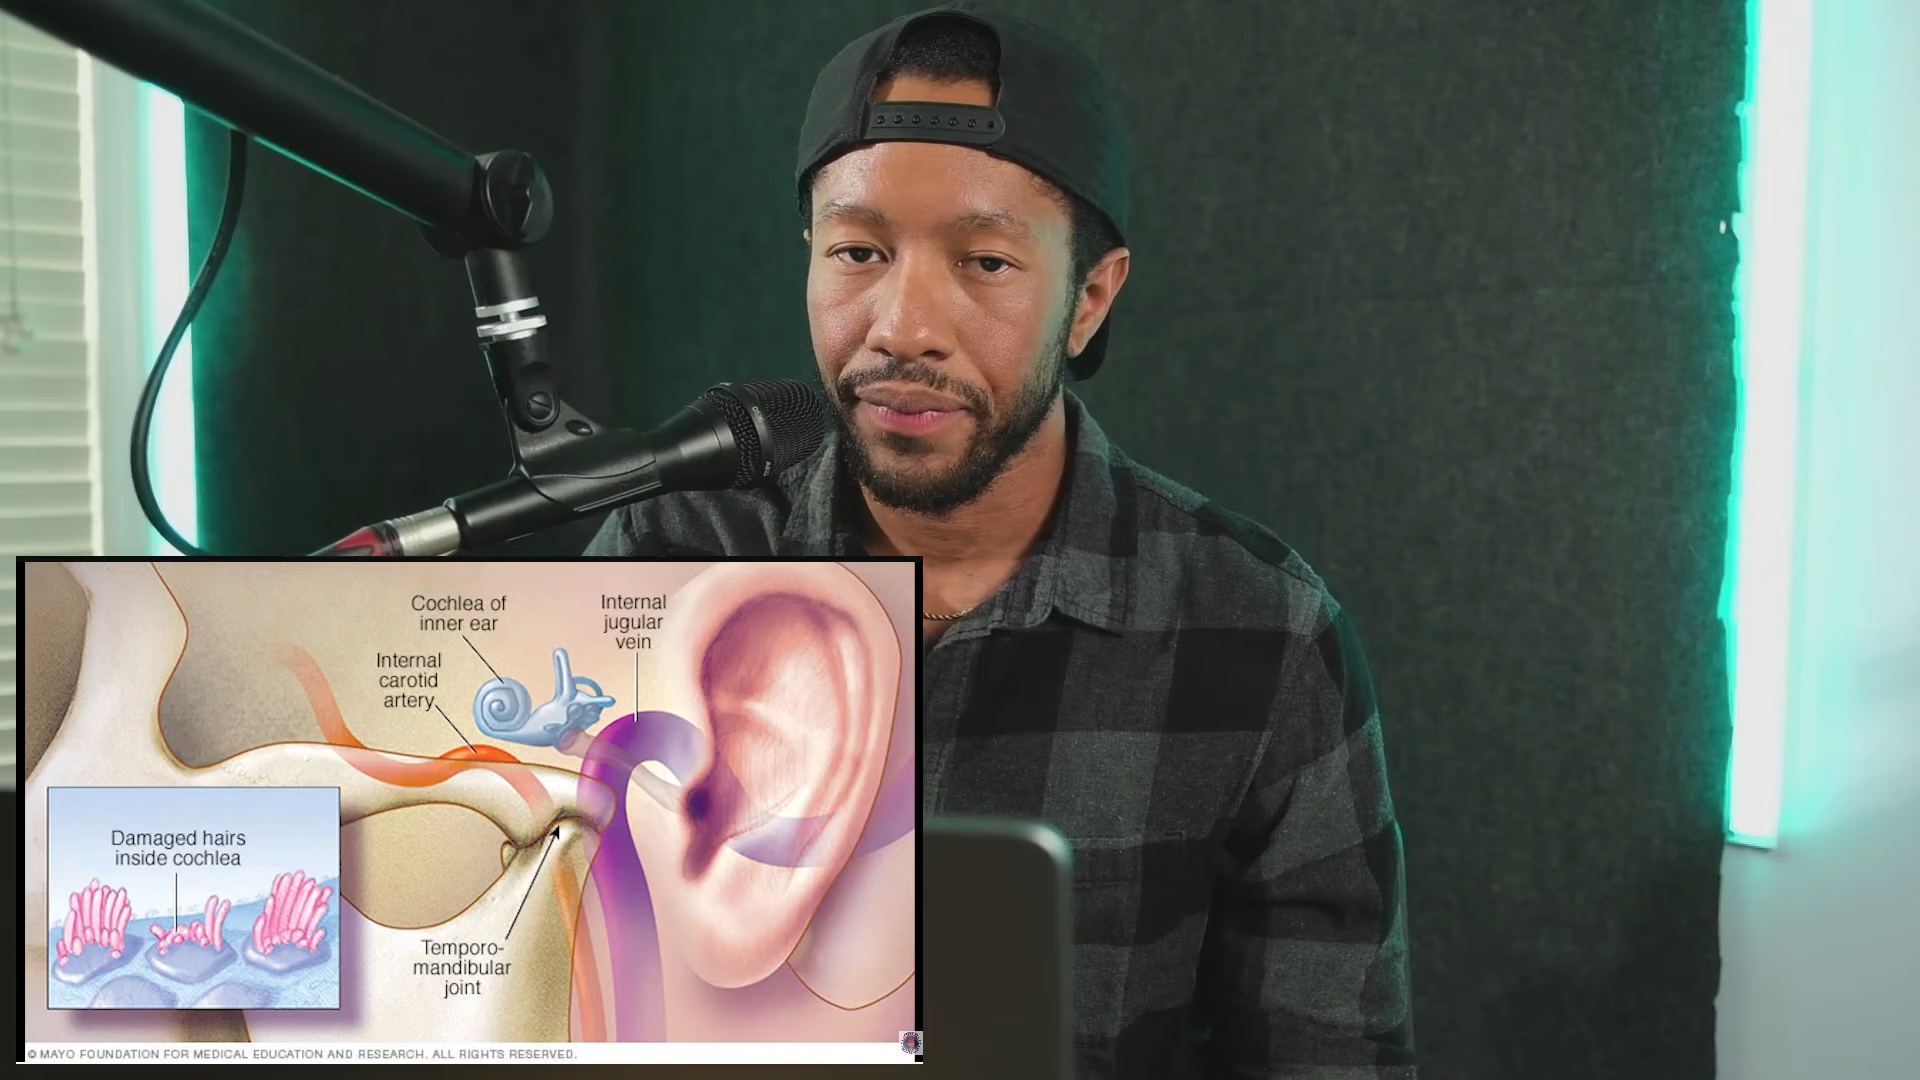 Cochlea of
inner ear
Internal
jugular
vein
Internal
carotid
artery
Damaged hairs
inside cochlea
Temporo-
mandibular
joint
© MAYO FOUNDATION FOR MEDICAL EDUCATION AND RESEARCH. ALL RIGHTS RESERVED.